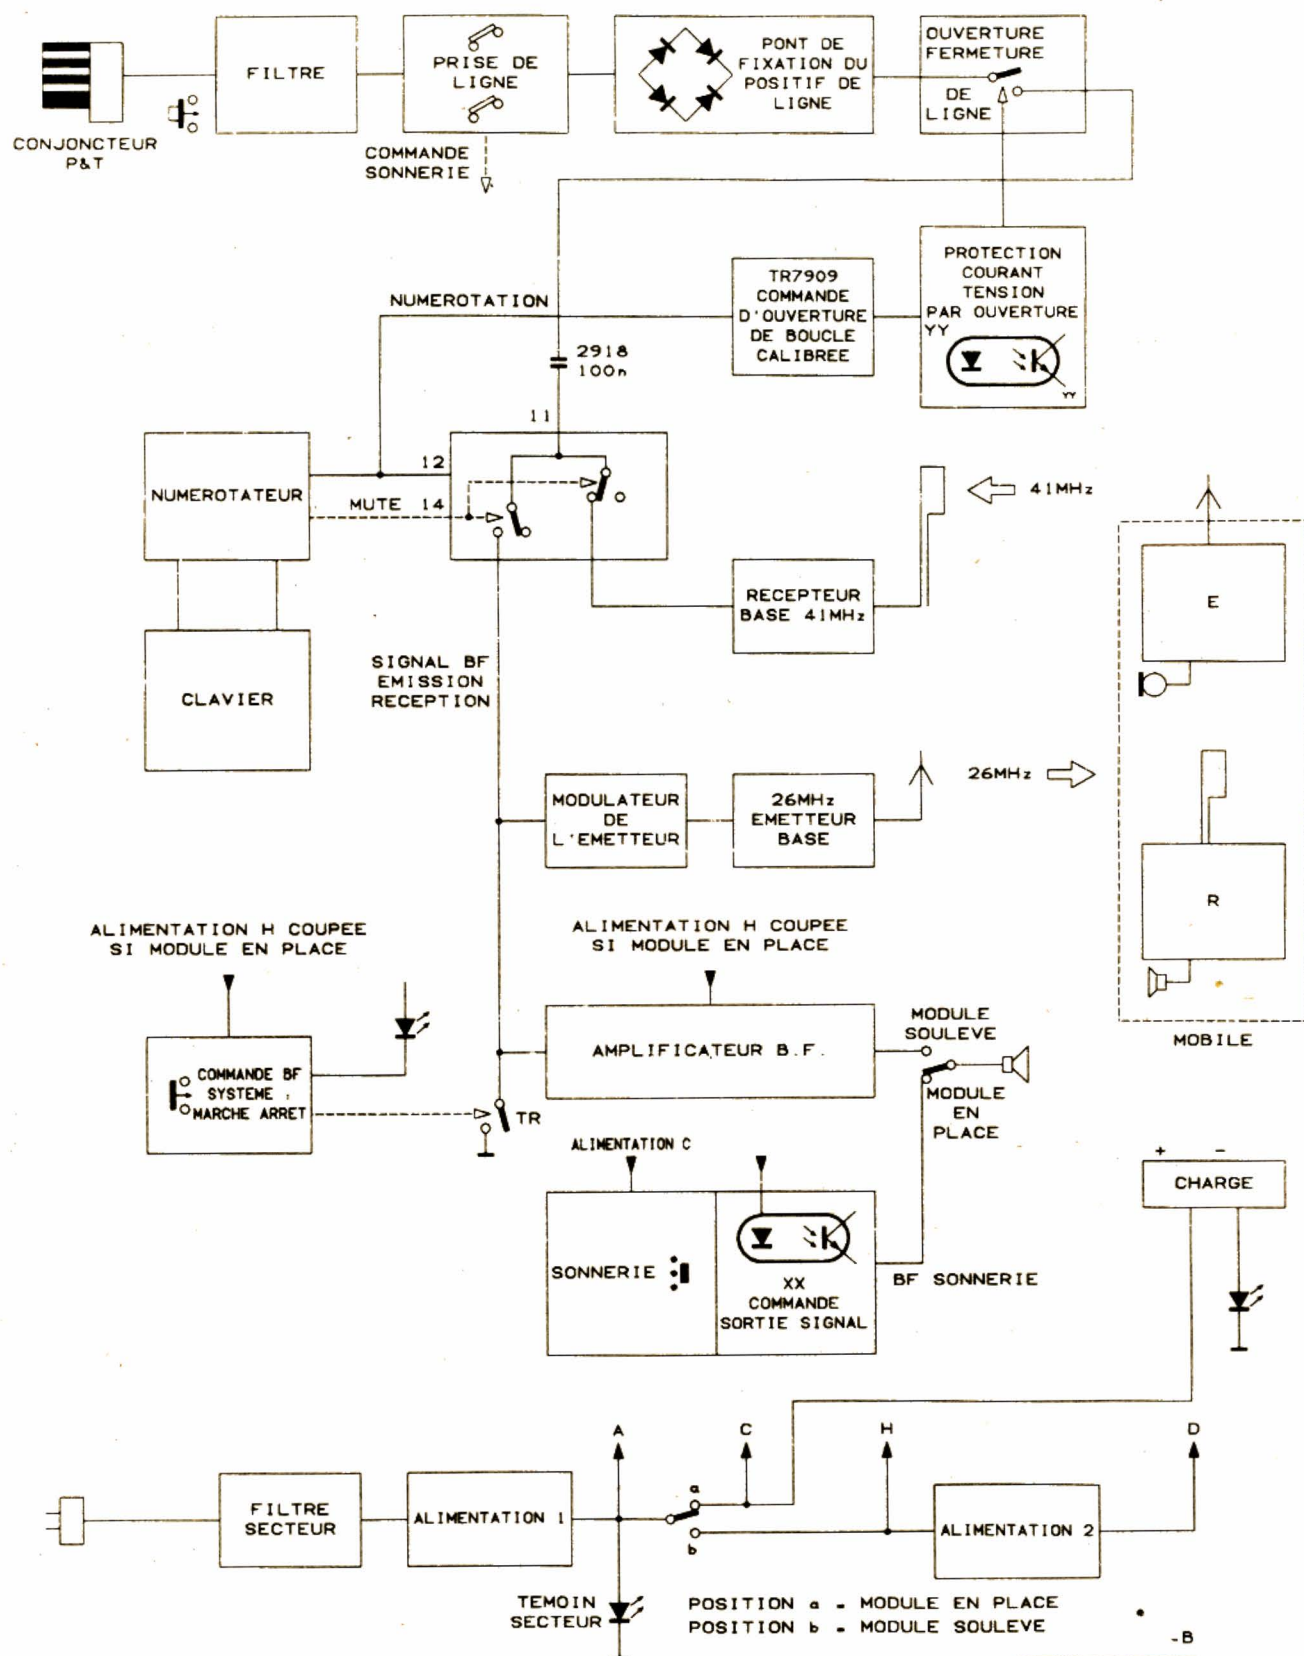 FILTRE
PRISE DE
LIGNE
PONT DE
FIXATION DU
POSITIF DE
LIGNE
OUVERTURE
FERMETURE
DE
LIGNE
CONJONCTEUR
P&T
COMMANDE
SONNERIE
NUMEROTATION
TR7909
COMMANDE
D'OUVERTURE
DE BOUCLE
CALIBREE
PROTECTION
COURANT
TENSION
PAR OUVERTURE
YY
YY
2918
100n
11
12
MUTE 14
NUMEROTATEUR
CLAVIER
41MHz
RECEPTEUR
BASE 41MHz
E
SIGNAL BF
EMISSION
RECEPTION
MODULATEUR
DE
L'EMETTEUR
26MHz
EMETTEUR
BASE
26MHz
R
MOBILE
ALIMENTATION H COUPEE
SI MODULE EN PLACE
ALIMENTATION H COUPEE
SI MODULE EN PLACE
COMMANDE BF
SYSTEME :
MARCHE ARRET
TR
AMPLIFICATEUR B.F.
MODULE
SOULEVE
MODULE
EN
PLACE
ALIMENTATION C
SONNERIE
XX
COMMANDE
SORTIE SIGNAL
BF SONNERIE
+ -
CHARGE
A
C
H
D
FILTRE
SECTEUR
ALIMENTATION 1
a
b
ALIMENTATION 2
TEMOIN
SECTEUR
POSITION a - MODULE EN PLACE
POSITION b - MODULE SOULEVE
-B